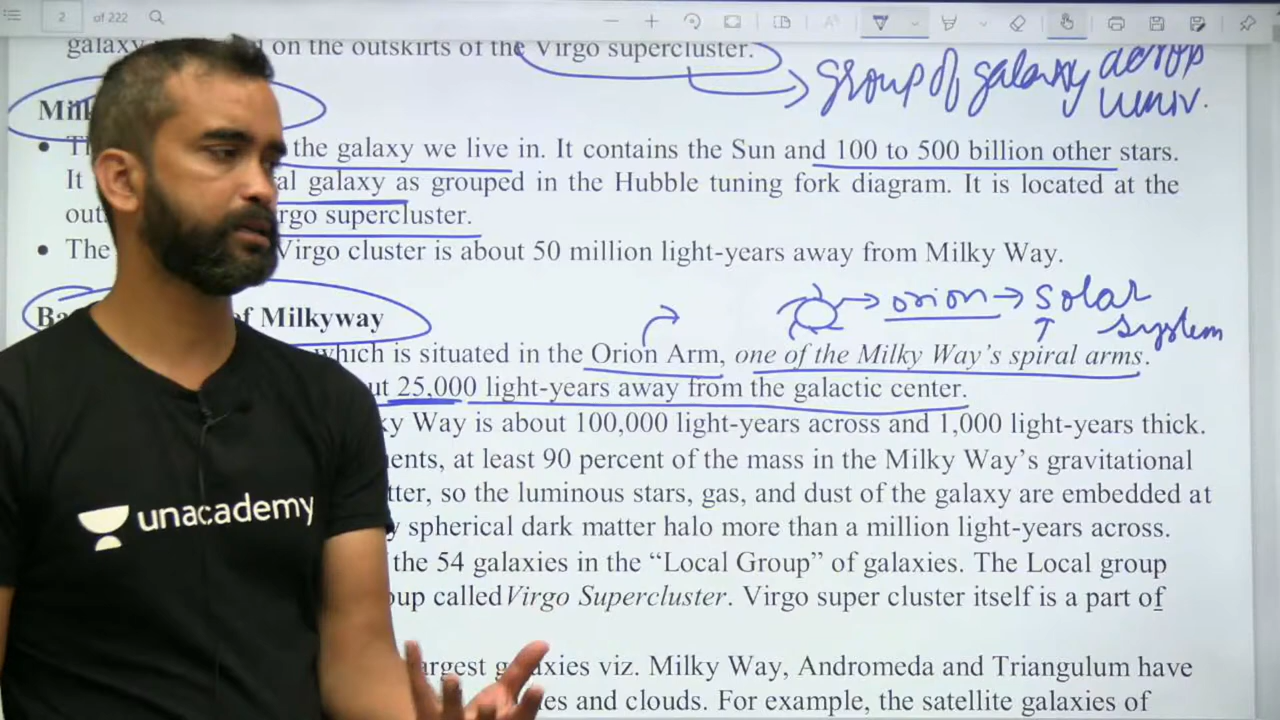 2 of 222
galaxy on the outskirts of the Virgo supercluster.
group of galaxy across
univ.
Milk
the galaxy we live in. It contains the Sun and 100 to 500 billion other stars.
It al galaxy as grouped in the Hubble tuning fork diagram. It is located at the
out rgo supercluster.
• The Virgo cluster is about 50 million light-years away from Milky Way.
orion → solar
system
Ba of Milkyway
which is situated in the Orion Arm, one of the Milky Way's spiral arms.
ut 25,000 light-years away from the galactic center.
ky Way is about 100,000 light-years across and 1,000 light-years thick.
ents, at least 90 percent of the mass in the Milky Way's gravitational
tter, so the luminous stars, gas, and dust of the galaxy are embedded at
y spherical dark matter halo more than a million light-years across.
the 54 galaxies in the “Local Group” of galaxies. The Local group
oup called Virgo Supercluster. Virgo super cluster itself is a part of
argest galaxies viz. Milky Way, Andromeda and Triangulum have
es and clouds. For example, the satellite galaxies of
unacademy